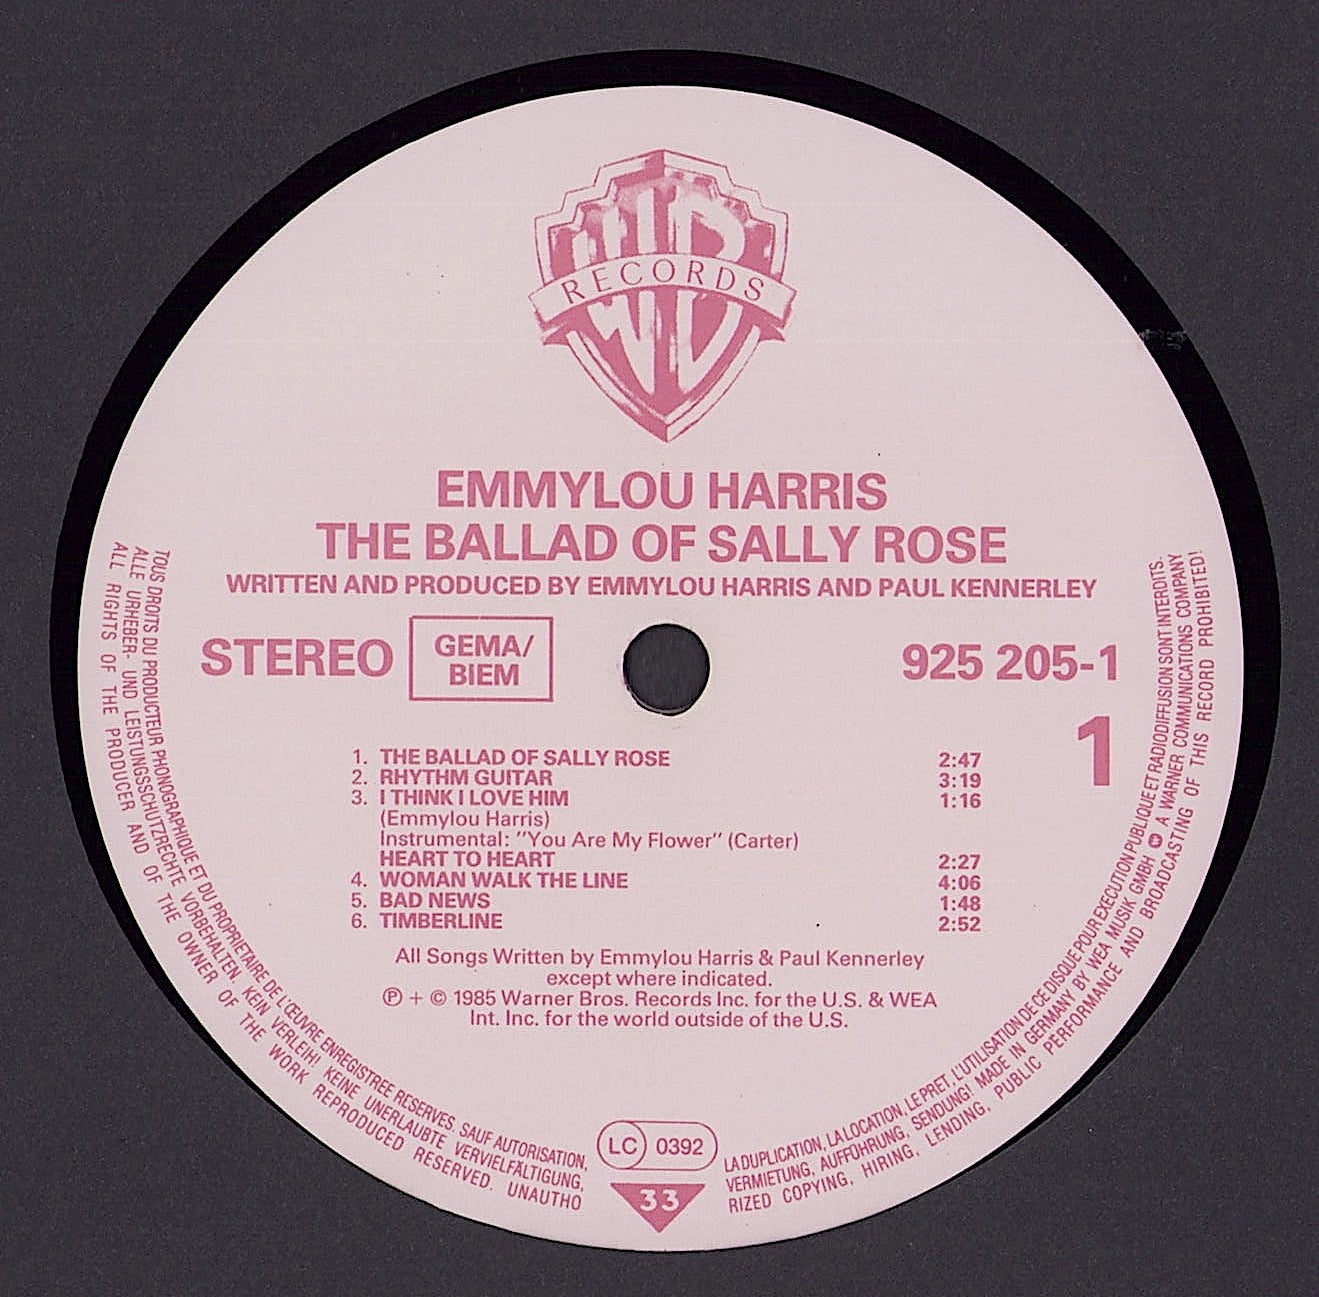 WB
RECORDS
EMMYLOU HARRIS
THE BALLAD OF SALLY ROSE
WRITTEN AND PRODUCED BY EMMYLOU HARRIS AND PAUL KENNERLEY
STEREO
GEMA/
BIEM
925 205-1
1
1. THE BALLAD OF SALLY ROSE 2:47
2. RHYTHM GUITAR 3:19
3. I THINK I LOVE HIM 1:16
(Emmylou Harris)
Instrumental: "You Are My Flower" (Carter)
HEART TO HEART 2:27
4. WOMAN WALK THE LINE 4:06
5. BAD NEWS 1:48
6. TIMBERLINE 2:52
All Songs Written by Emmylou Harris & Paul Kennerley
except where indicated.
℗ + © 1985 Warner Bros. Records Inc. for the U.S. & WEA
Int. Inc. for the world outside of the U.S.
TOUS DROITS DU PRODUCTEUR PHONOGRAPHIQUE ET DU PROPRIETAIRE DE L'ŒUVRE ENREGISTREE RESERVES. SAUF AUTORISATION, LA DUPLICATION, LA LOCATION, LE PRET, L'UTILISATION DE CE DISQUE POUR EXECUTION PUBLIQUE ET RADIODIFFUSION SONT INTERDITS.
ALLE URHEBER- UND LEISTUNGSSCHUTZRECHTE VORBEHALTEN. KEIN VERLEIH! KEINE UNERLAUBTE VERVIELFÄLTIGUNG, VERMIETUNG, AUFFÜHRUNG, SENDUNG! MADE IN GERMANY BY WEA MUSIK GMBH A WARNER COMMUNICATIONS COMPANY
ALL RIGHTS OF THE PRODUCER AND OF THE OWNER OF THE WORK REPRODUCED RESERVED. UNAUTHO RIZED COPYING, HIRING, LENDING, PUBLIC PERFORMANCE AND BROADCASTING OF THIS RECORD PROHIBITED!
LC 0392
33